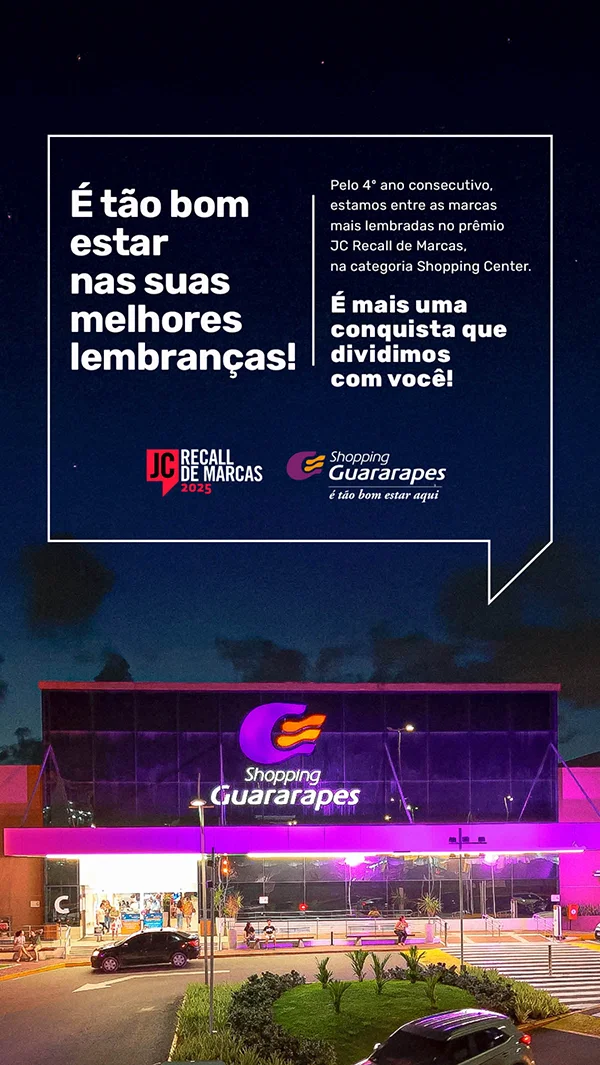 É tão bom
estar
nas suas
melhores
lembranças!
Pelo 4º ano consecutivo,
estamos entre as marcas
mais lembradas no prêmio
JC Recall de Marcas,
na categoria Shopping Center.
É mais uma
conquista que
dividimos
com você!
JC RECALL
DE MARCAS
2025
Shopping
Guararapes
é tão bom estar aqui
Shopping
Guararapes
C